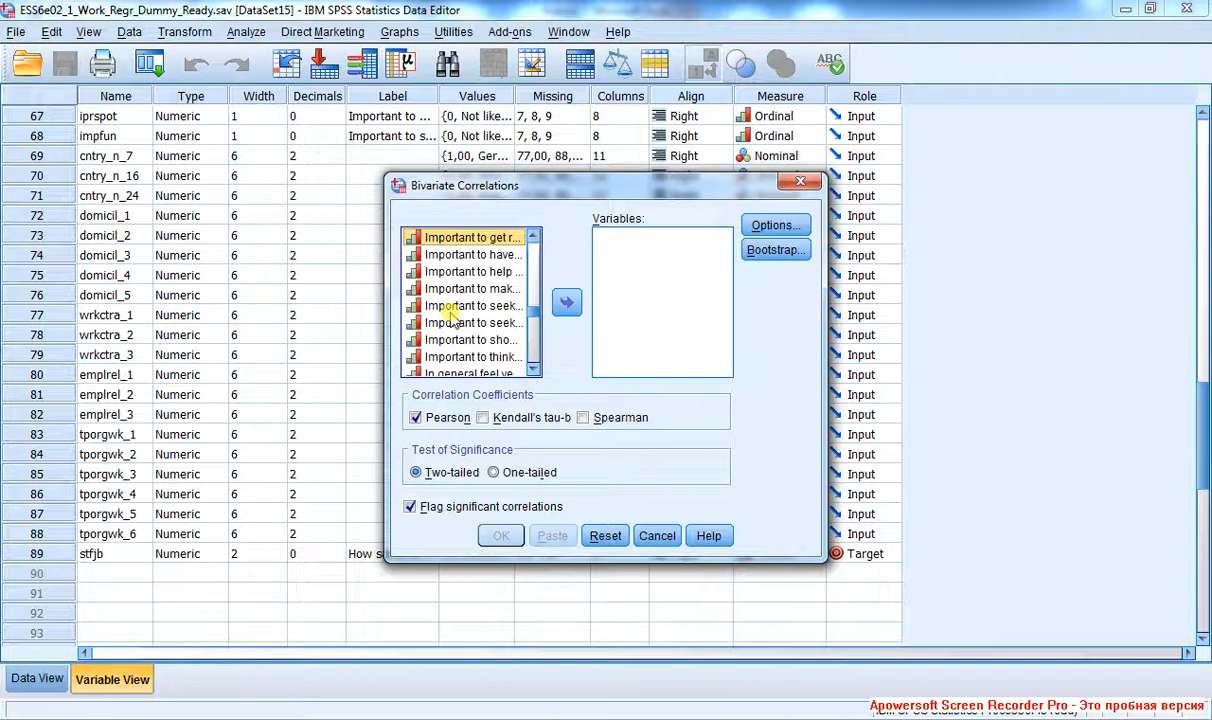 ESS6e02_1_Work_Regr_Dummy_Ready.sav [DataSet15] - IBM SPSS Statistics Data Editor
File Edit View Data Transform Analyze Direct Marketing Graphs Utilities Add-ons Window Help
Name Type Width Decimals Label Values Missing Columns Align Measure Role
67 iprspot Numeric 1 0 Important to ... {0, Not like... 7, 8, 9 8 Right Ordinal Input
68 impfun Numeric 1 0 Important to s... {0, Not like... 7, 8, 9 8 Right Ordinal Input
69 cntry_n_7 Numeric 6 2 {1,00, Ger... 77,00, 88,... 11 Right Nominal Input
70 cntry_n_16 Numeric 6 2 Input
71 cntry_n_24 Numeric 6 2 Input
72 domicil_1 Numeric 6 2 Input
73 domicil_2 Numeric 6 2 Input
74 domicil_3 Numeric 6 2 Input
75 domicil_4 Numeric 6 2 Input
76 domicil_5 Numeric 6 2 Input
77 wrkctra_1 Numeric 6 2 Input
78 wrkctra_2 Numeric 6 2 Input
79 wrkctra_3 Numeric 6 2 Input
80 emplrel_1 Numeric 6 2 Input
81 emplrel_2 Numeric 6 2 Input
82 emplrel_3 Numeric 6 2 Input
83 tporgwk_1 Numeric 6 2 Input
84 tporgwk_2 Numeric 6 2 Input
85 tporgwk_3 Numeric 6 2 Input
86 tporgwk_4 Numeric 6 2 Input
87 tporgwk_5 Numeric 6 2 Input
88 tporgwk_6 Numeric 6 2 Input
89 stfjb Numeric 2 0 How s Target
90
91
92
93
Bivariate Correlations
Variables:
Important to get r...
Important to have...
Important to help ...
Important to mak...
Important to seek...
Important to seek...
Important to sho...
Important to think...
In general feel ve
Options...
Bootstrap...
Correlation Coefficients
Pearson Kendall's tau-b Spearman
Test of Significance
Two-tailed One-tailed
Flag significant correlations
OK Paste Reset Cancel Help
Data View Variable View
Apowersoft Screen Recorder Pro - Это пробная версия